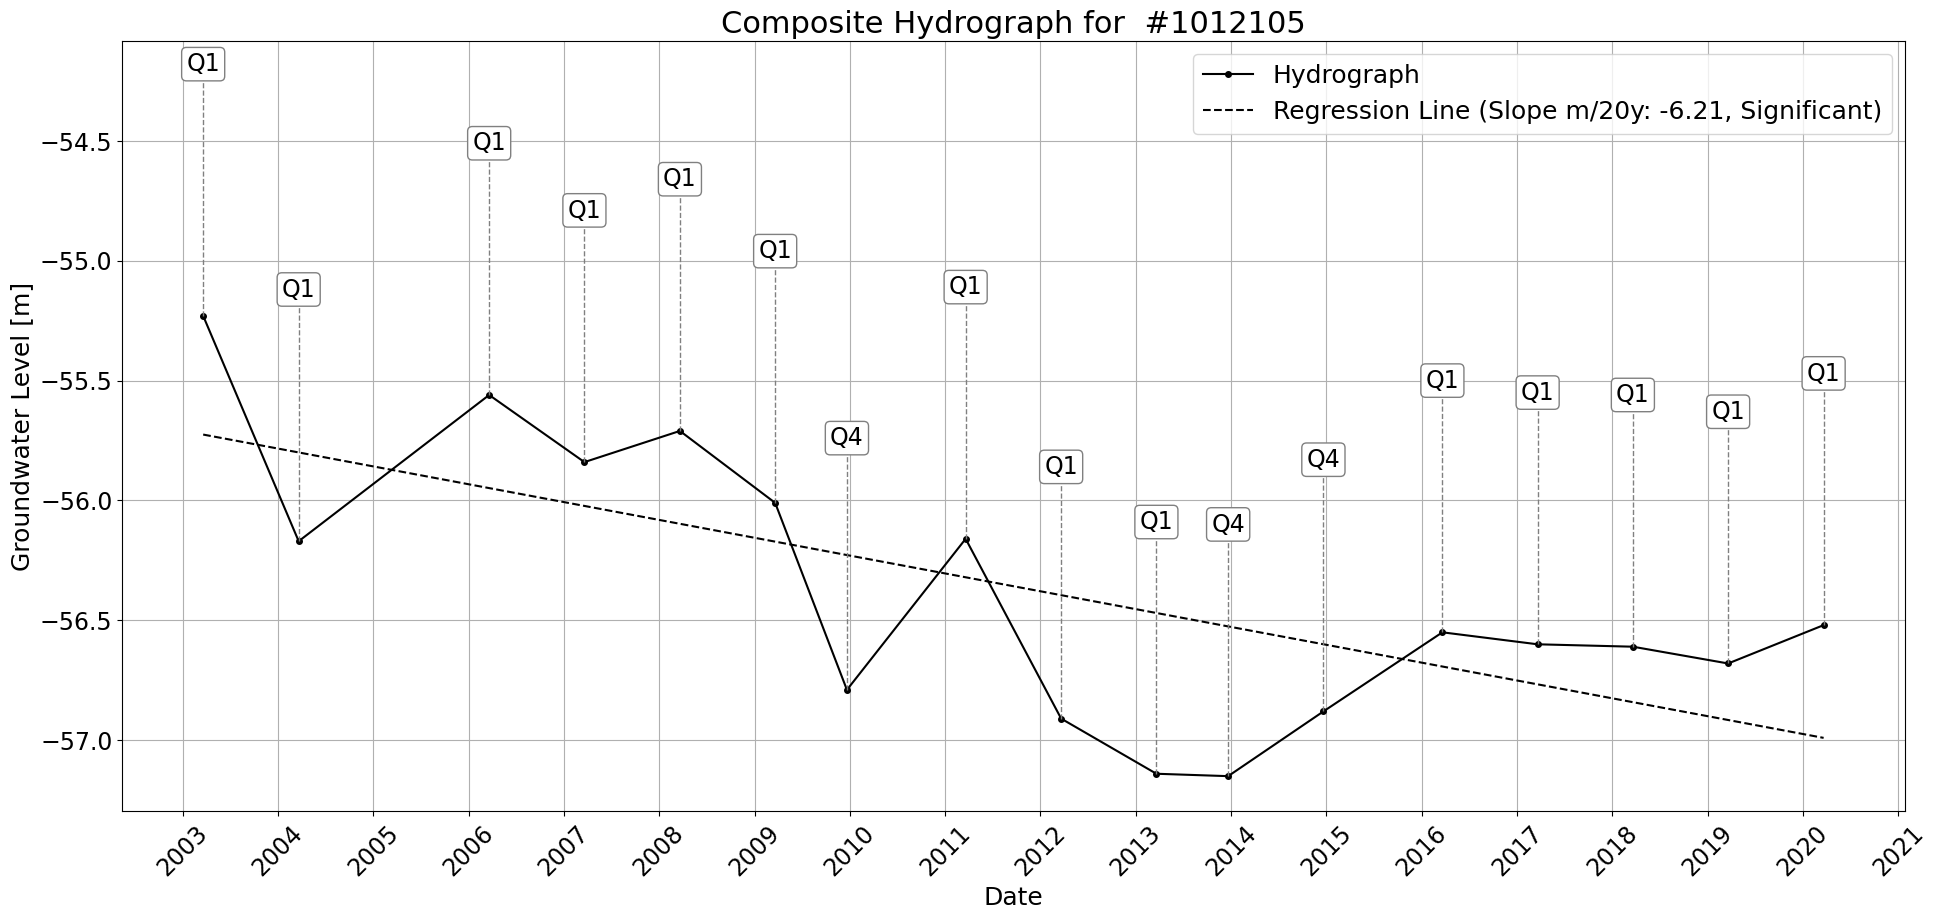 Composite Hydrograph for  #1012105
Hydrograph
Regression Line (Slope m/20y: -6.21, Significant)
Q1
Q1
Q1
Q1
Q1
Q1
Q4
Q1
Q1
Q1
Q4
Q4
Q1
Q1
Q1
Q1
Q1
Groundwater Level [m]
−54.5
−55.0
−55.5
−56.0
−56.5
−57.0
2003
2004
2005
2006
2007
2008
2009
2010
2011
2012
2013
2014
2015
2016
2017
2018
2019
2020
2021
Date